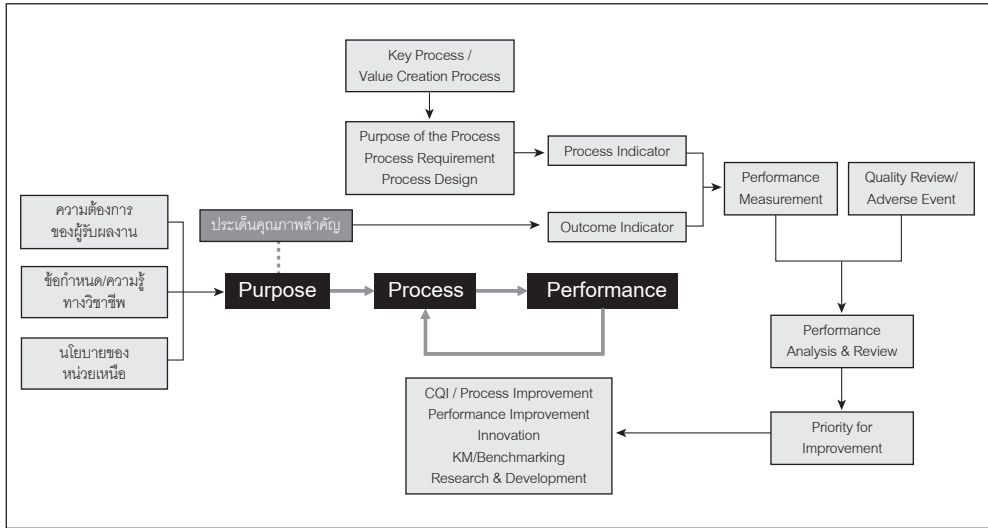 Key Process /
Value Creation Process
Purpose of the Process
Process Requirement
Process Design
Process Indicator
Performance
Measurement
Quality Review/
Adverse Event
ความต้องการ
ของผู้รับผลงาน
ประเด็นคุณภาพสำคัญ
Outcome Indicator
ข้อกำหนด/ความรู้
ทางวิชาชีพ
Purpose
Process
Performance
นโยบายของ
หน่วยเหนือ
Performance
Analysis & Review
CQI / Process Improvement
Performance Improvement
Innovation
KM/Benchmarking
Research & Development
Priority for
Improvement